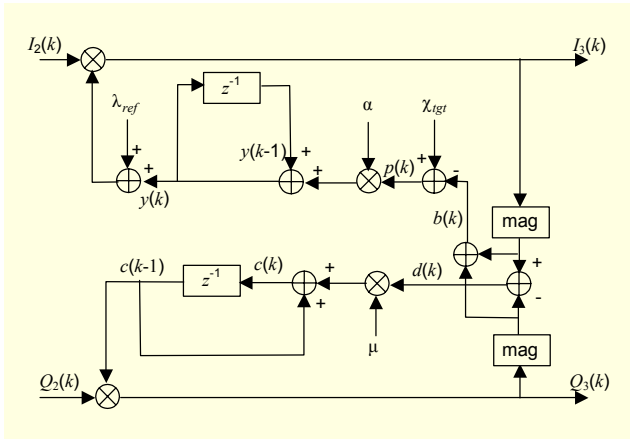 I₂(k) I₃(k)
z⁻¹
λref α χtgt
y(k-1) + p(k) + -
+ + +
y(k) b(k)
mag
+
c(k-1) z⁻¹ c(k) + d(k) -
+
μ mag
Q₂(k) Q₃(k)